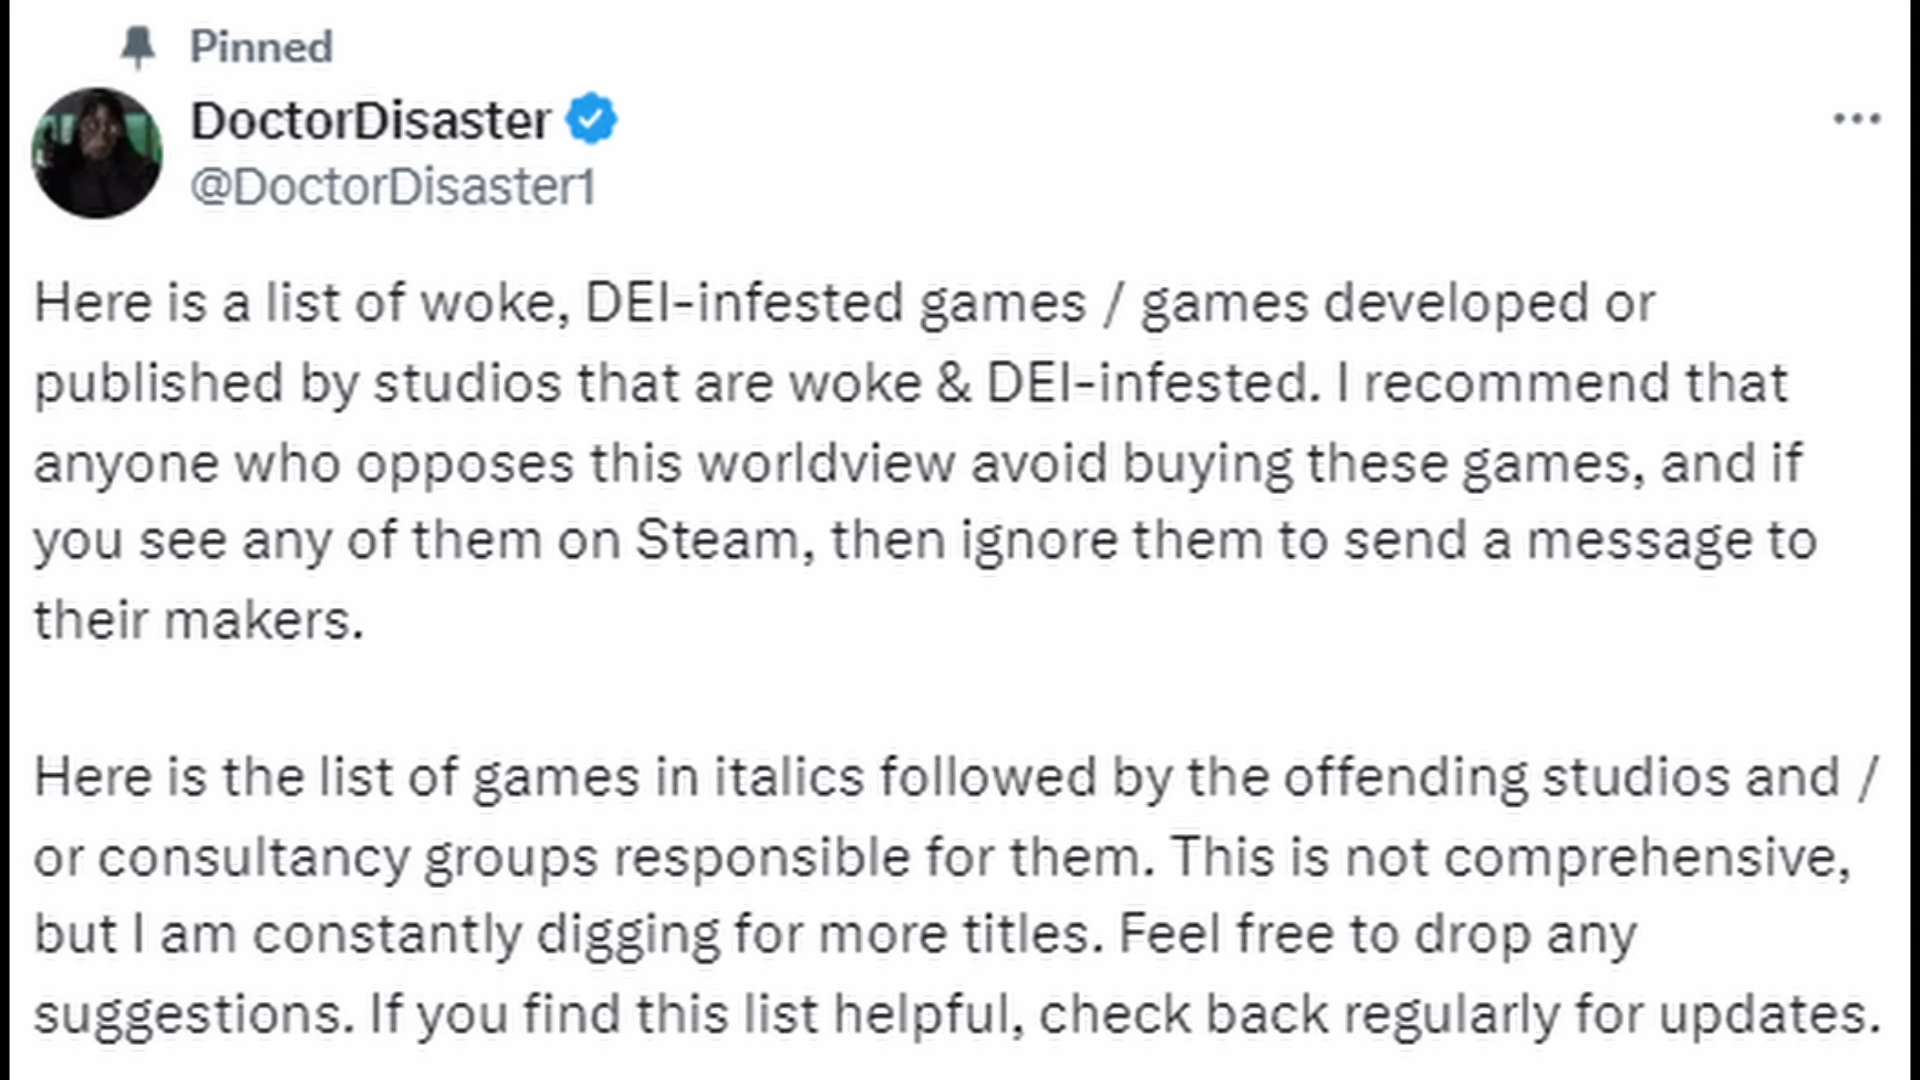 Pinned
DoctorDisaster
@DoctorDisaster1
Here is a list of woke, DEI-infested games / games developed or
published by studios that are woke & DEI-infested. I recommend that
anyone who opposes this worldview avoid buying these games, and if
you see any of them on Steam, then ignore them to send a message to
their makers.
Here is the list of games in italics followed by the offending studios and /
or consultancy groups responsible for them. This is not comprehensive,
but I am constantly digging for more titles. Feel free to drop any
suggestions. If you find this list helpful, check back regularly for updates.